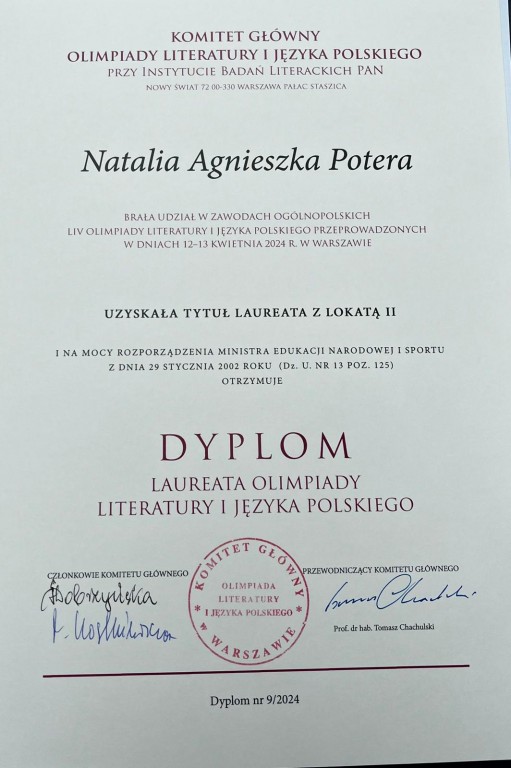 KOMITET GŁÓWNY
OLIMPIADY LITERATURY I JĘZYKA POLSKIEGO
PRZY INSTYTUCIE BADAŃ LITERACKICH PAN
NOWY ŚWIAT 72 00-330 WARSZAWA PAŁAC STASZICA
Natalia Agnieszka Potera
BRAŁA UDZIAŁ W ZAWODACH OGÓLNOPOLSKICH
LIV OLIMPIADY LITERATURY I JĘZYKA POLSKIEGO PRZEPROWADZONYCH
W DNIACH 12–13 KWIETNIA 2024 R. W WARSZAWIE
UZYSKAŁA TYTUŁ LAUREATA Z LOKATĄ II
I NA MOCY ROZPORZĄDZENIA MINISTRA EDUKACJI NARODOWEJ I SPORTU
Z DNIA 29 STYCZNIA 2002 ROKU (Dz. U. NR 13 POZ. 125)
OTRZYMUJE
DYPLOM
LAUREATA OLIMPIADY
LITERATURY I JĘZYKA POLSKIEGO
CZŁONKOWIE KOMITETU GŁÓWNEGO
KOMITET GŁÓWNY
OLIMPIADA
LITERATURY
I JĘZYKA POLSKIEGO
* W WARSZAWIE *
PRZEWODNICZĄCY KOMITETU GŁÓWNEGO
Prof. dr hab. Tomasz Chachulski
Dyplom nr 9/2024